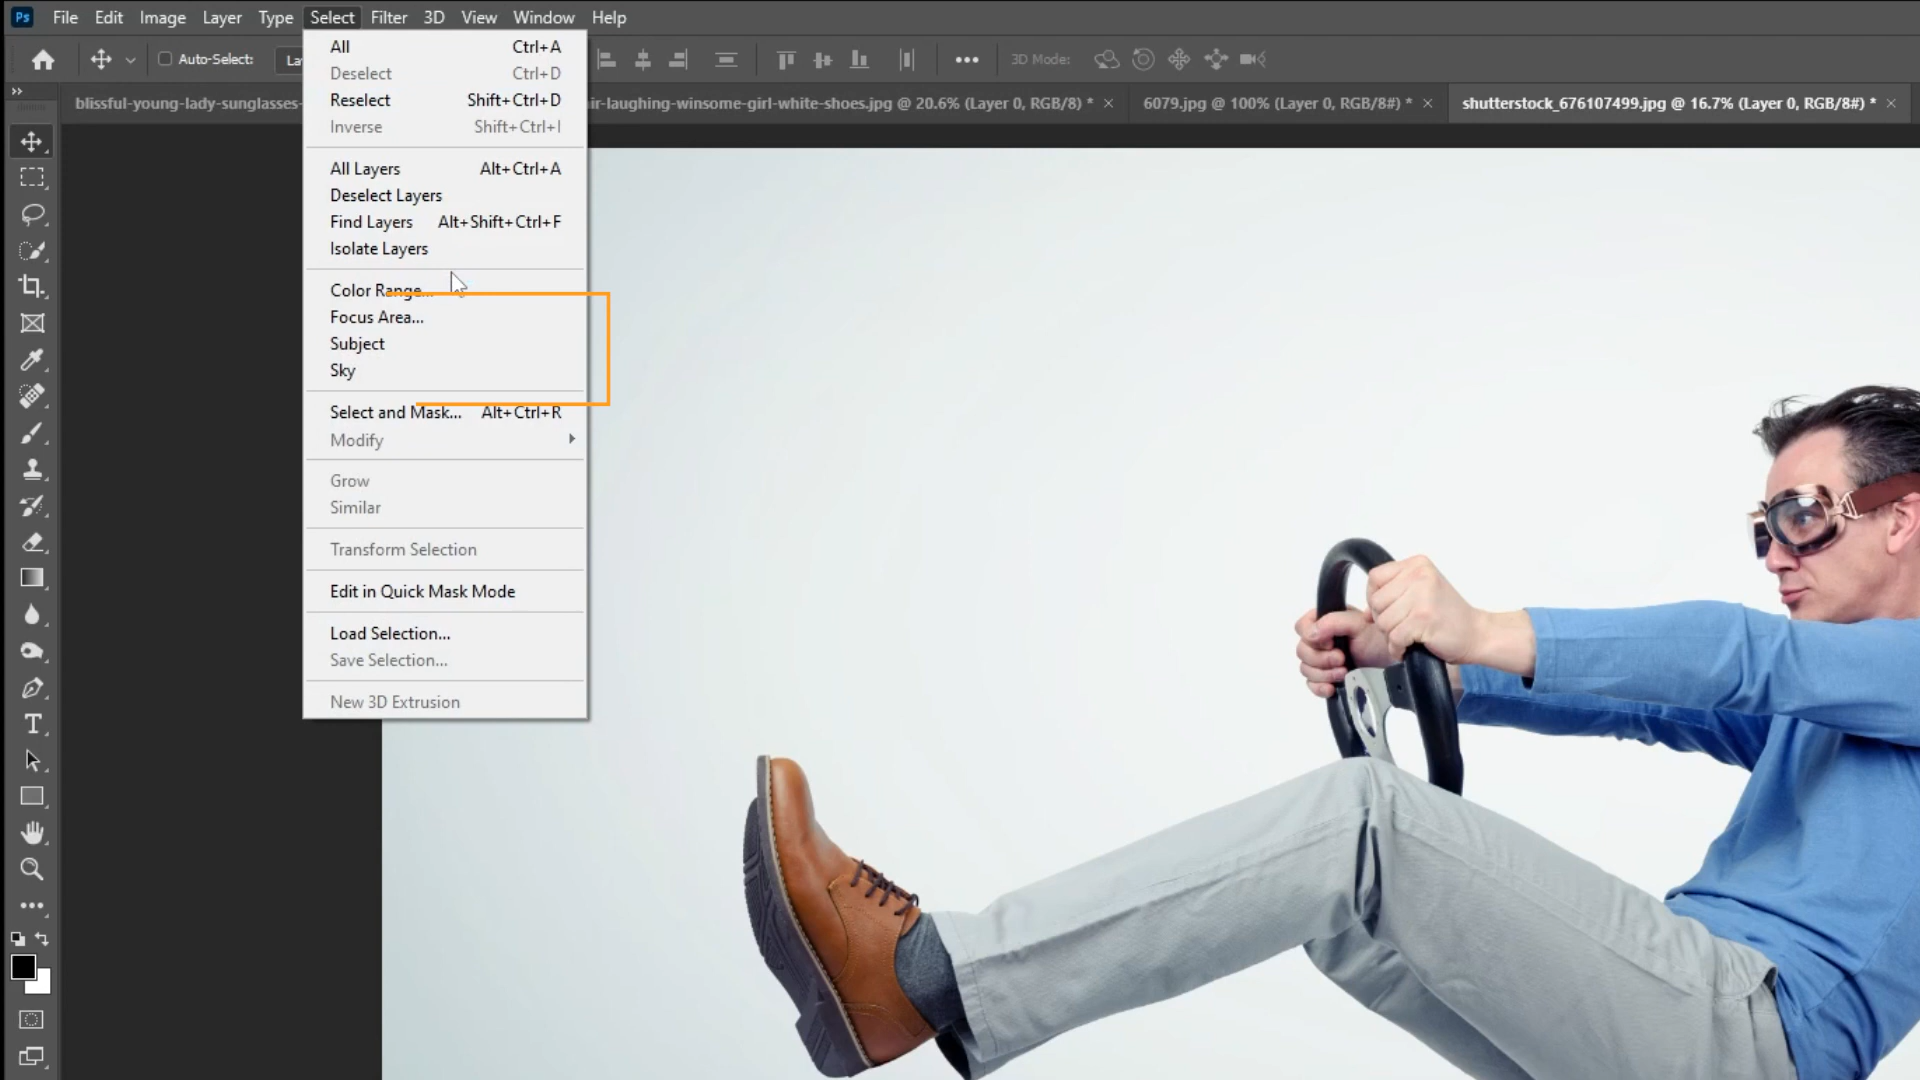 Ps File Edit Image Layer Type Select Filter 3D View Window Help
Auto-Select: La 3D Mode:
blissful-young-lady-sunglasses- ir-laughing-winsome-girl-white-shoes.jpg @ 20.6% (Layer 0, RGB/8) * × 6079.jpg @ 100% (Layer 0, RGB/8#) * × shutterstock_676107499.jpg @ 16.7% (Layer 0, RGB/8#) * ×
All Ctrl+A
Deselect Ctrl+D
Reselect Shift+Ctrl+D
Inverse Shift+Ctrl+I
All Layers Alt+Ctrl+A
Deselect Layers
Find Layers Alt+Shift+Ctrl+F
Isolate Layers
Color Range...
Focus Area...
Subject
Sky
Select and Mask... Alt+Ctrl+R
Modify
Grow
Similar
Transform Selection
Edit in Quick Mask Mode
Load Selection...
Save Selection...
New 3D Extrusion